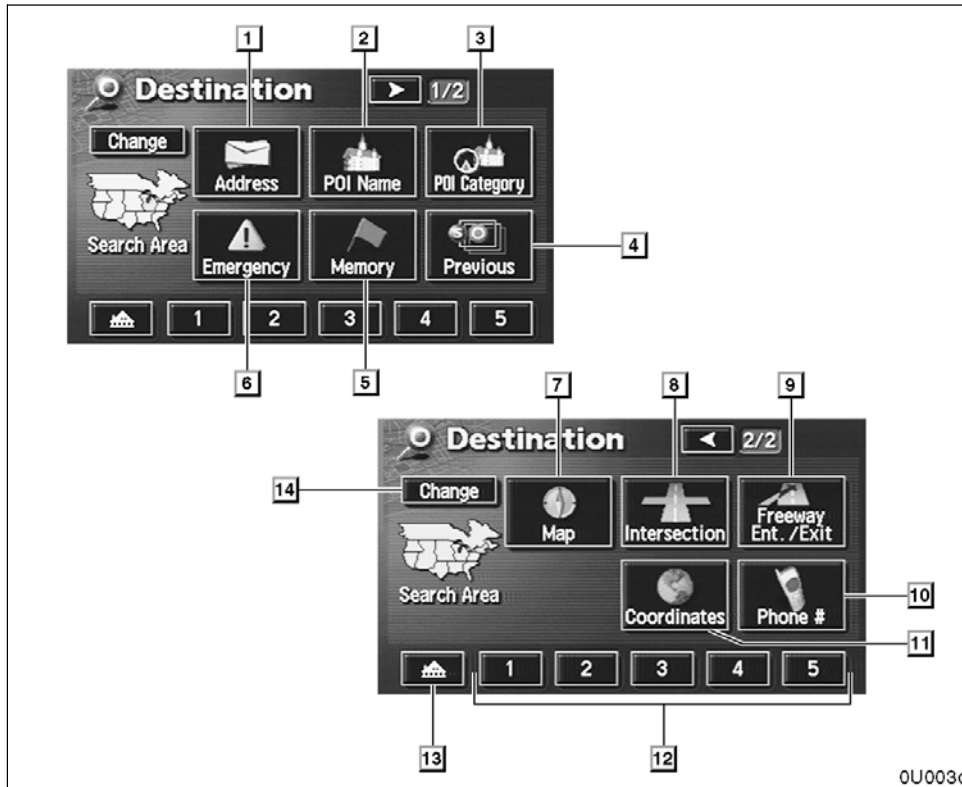 1 2 3
Destination 1/2
Change Address POI Name POI Category
Search Area Emergency Memory Previous
4
1 2 3 4 5
6 5 7 8 9
Destination 2/2
14 Change Map Intersection Freeway
Ent./Exit
Search Area Coordinates Phone #
10
11
1 2 3 4 5
13 12
0U003